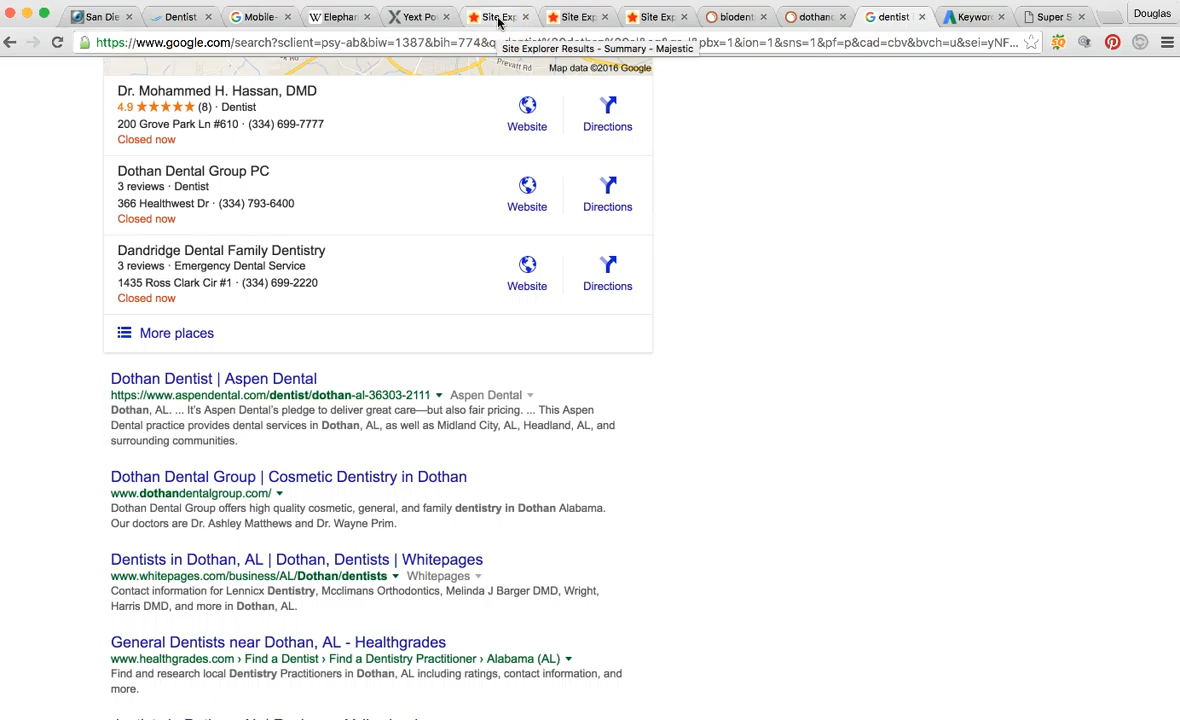 San Die
Dentist
Mobile-
Elephan
Yext Po
Site Exp
Site Exp
Site Exp
biodent
dothan
dentist
Keyword
Super S
Douglas
https://www.google.com/search?sclient=psy-ab&biw=1387&bih=774&q
pbx=1&ion=1&sns=1&pf=p&cad=cbv&bvch=u&sei=yNF...
Site Explorer Results - Summary - Majestic
Prevatt Rd
Map data ©2016 Google
Dr. Mohammed H. Hassan, DMD
4.9 ★★★★★ (8) · Dentist
200 Grove Park Ln #610 · (334) 699-7777
Closed now
Website
Directions
Dothan Dental Group PC
3 reviews · Dentist
366 Healthwest Dr · (334) 793-6400
Closed now
Website
Directions
Dandridge Dental Family Dentistry
3 reviews · Emergency Dental Service
1435 Ross Clark Cir #1 · (334) 699-2220
Closed now
Website
Directions
More places
Dothan Dentist | Aspen Dental
https://www.aspendental.com/dentist/dothan-al-36303-2111 Aspen Dental
Dothan, AL. ... It's Aspen Dental's pledge to deliver great care—but also fair pricing. ... This Aspen
Dental practice provides dental services in Dothan, AL, as well as Midland City, AL, Headland, AL, and
surrounding communities.
Dothan Dental Group | Cosmetic Dentistry in Dothan
www.dothandentalgroup.com/
Dothan Dental Group offers high quality cosmetic, general, and family dentistry in Dothan Alabama.
Our doctors are Dr. Ashley Matthews and Dr. Wayne Prim.
Dentists in Dothan, AL | Dothan, Dentists | Whitepages
www.whitepages.com/business/AL/Dothan/dentists Whitepages
Contact information for Lennicx Dentistry, Mcclimans Orthodontics, Melinda J Barger DMD, Wright,
Harris DMD, and more in Dothan, AL.
General Dentists near Dothan, AL - Healthgrades
www.healthgrades.com › Find a Dentist › Find a Dentistry Practitioner › Alabama (AL)
Find and research local Dentistry Practitioners in Dothan, AL including ratings, contact information, and
more.